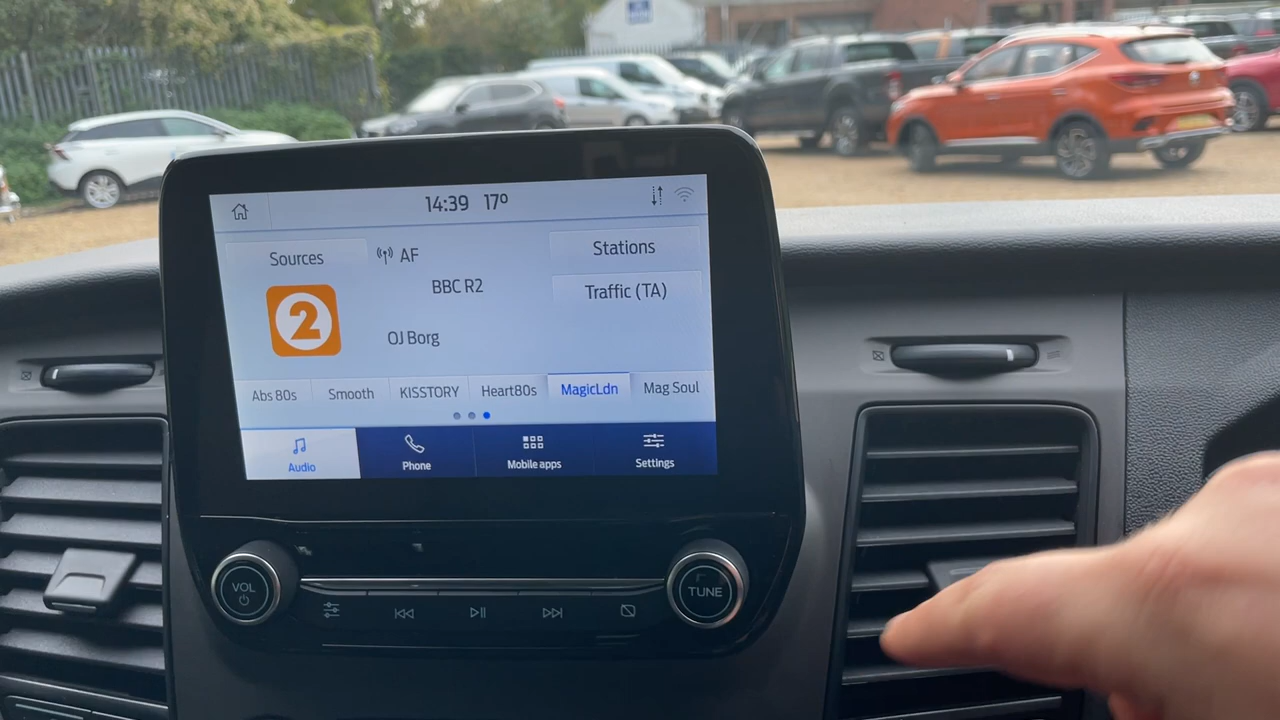 14:39 17º
Sources
AF
Stations
BBC R2
Traffic (TA)
2
OJ Borg
Abs 80s Smooth KISSTORY Heart80s MagicLdn Mag Soul
Audio Phone Mobile apps Settings
VOL
TUNE